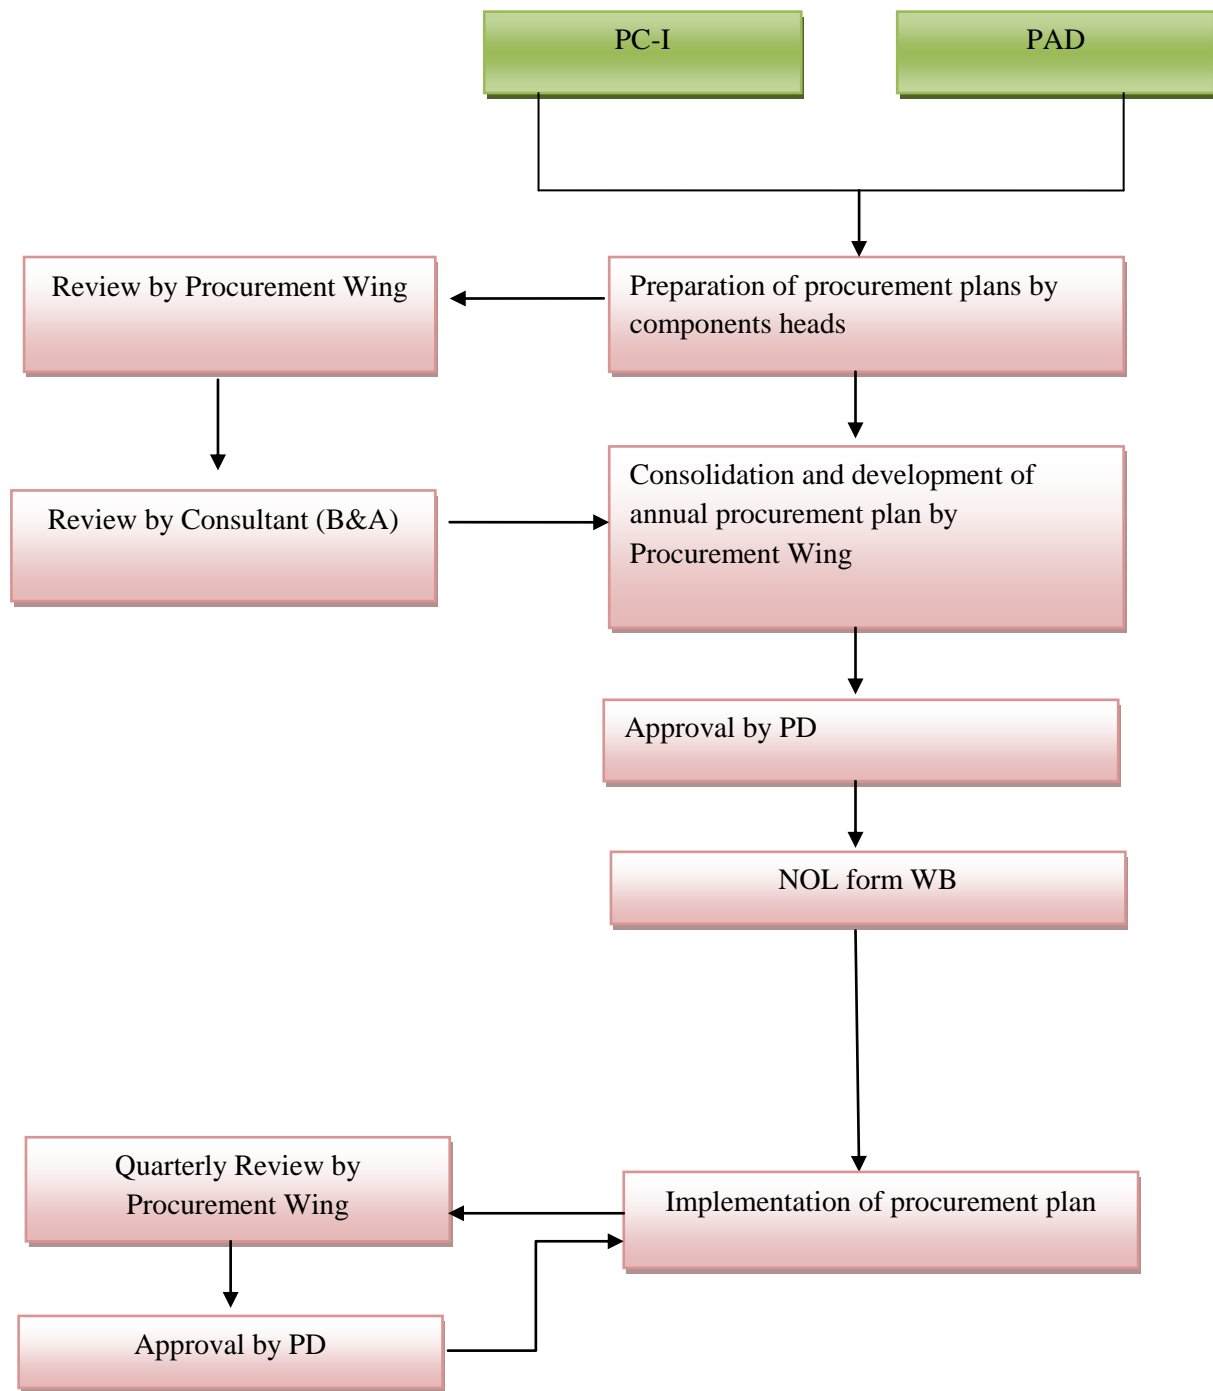 PC-I
PAD
Review by Procurement Wing
Preparation of procurement plans by
components heads
Review by Consultant (B&A)
Consolidation and development of
annual procurement plan by
Procurement Wing
Approval by PD
NOL form WB
Quarterly Review by
Procurement Wing
Implementation of procurement plan
Approval by PD